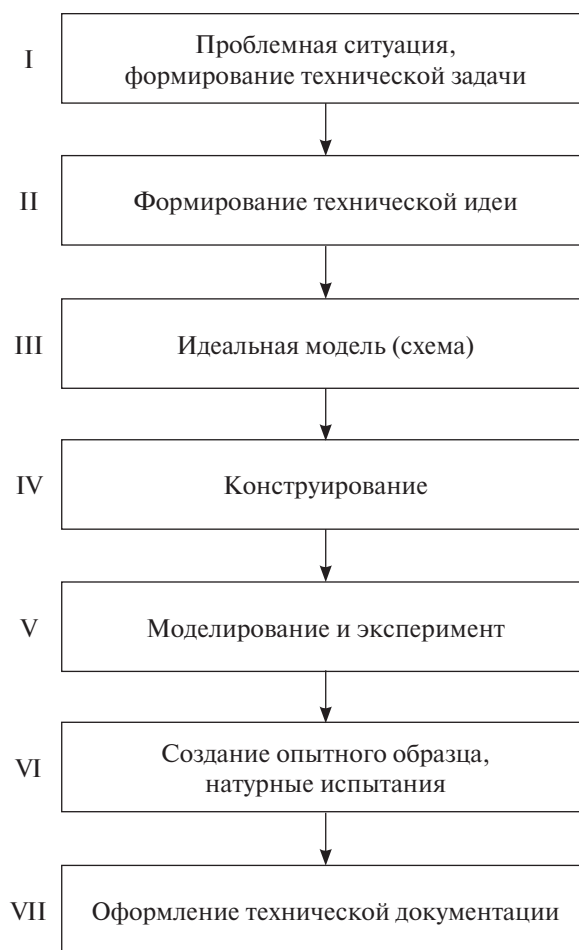 I
Проблемная ситуация,
формирование технической задачи
II
Формирование технической идеи
III
Идеальная модель (схема)
IV
Конструирование
V
Моделирование и эксперимент
VI
Создание опытного образца,
натурные испытания
VII
Оформление технической документации